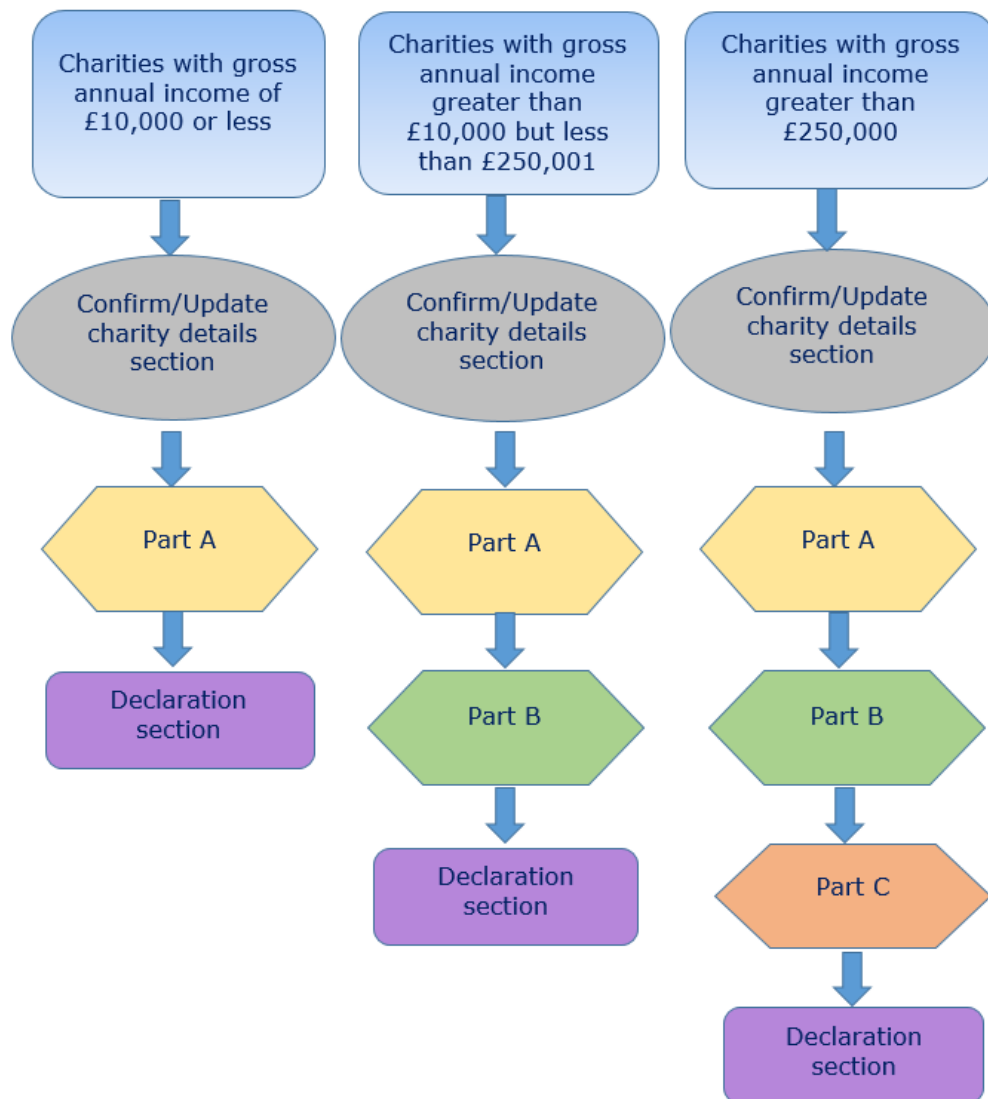 Charities with gross
annual income of
£10,000 or less
Charities with gross
annual income
greater than
£10,000 but less
than £250,001
Charities with gross
annual income
greater than
£250,000
Confirm/Update
charity details
section
Confirm/Update
charity details
section
Confirm/Update
charity details
section
Part A
Part A
Part A
Declaration
section
Part B
Part B
Declaration
section
Part C
Declaration
section